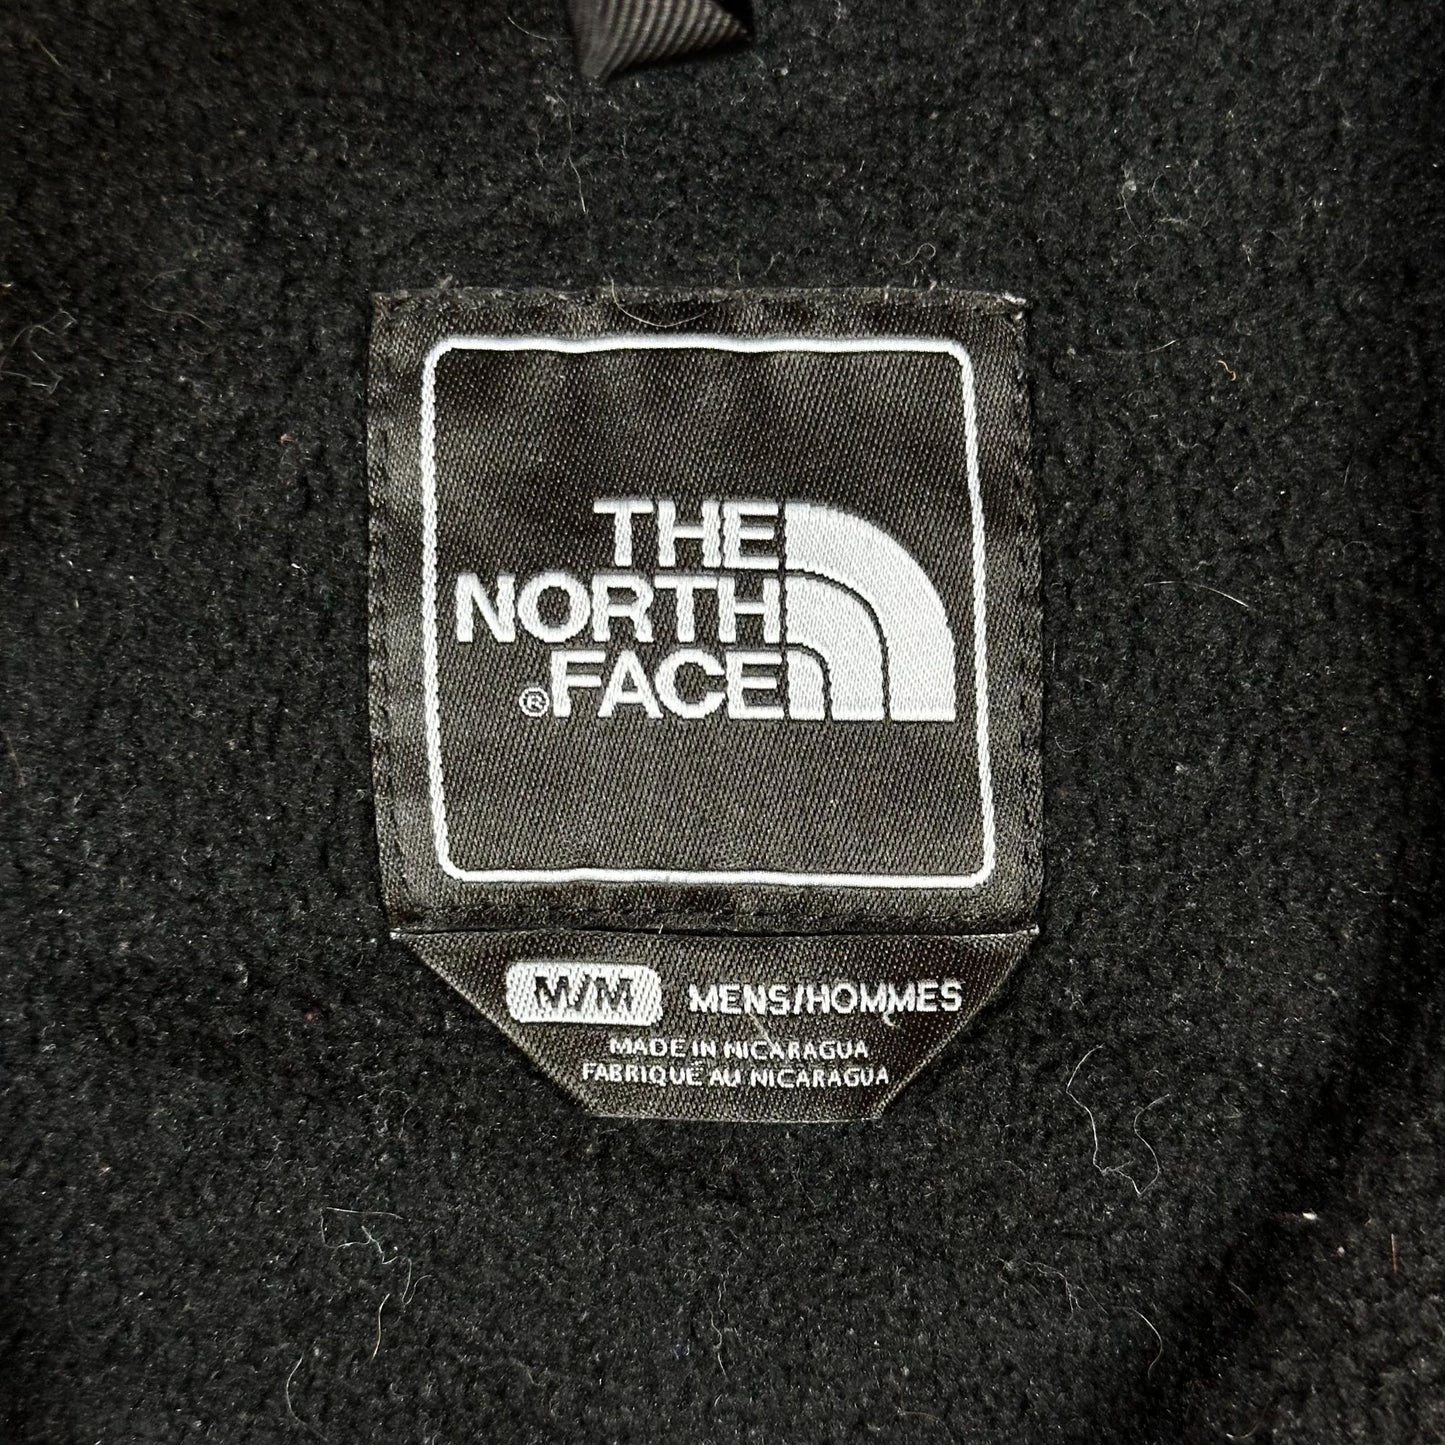 THE
NORTH
®FACE
M/M MENS/HOMMES
MADE IN NICARAGUA
FABRIQUE AU NICARAGUA